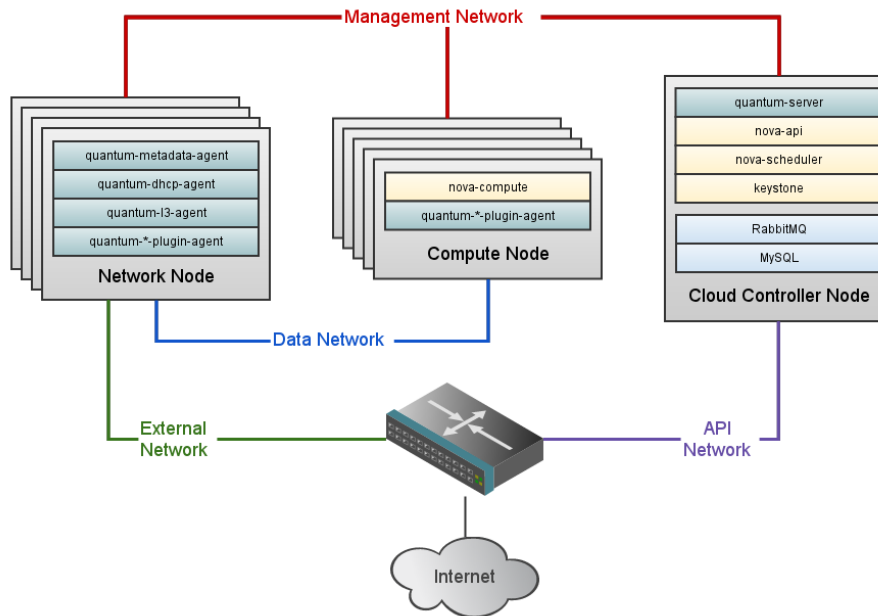 Management Network
quantum-metadata-agent
quantum-dhcp-agent
quantum-l3-agent
quantum-*-plugin-agent
Network Node
nova-compute
quantum-*-plugin-agent
Compute Node
quantum-server
nova-api
nova-scheduler
keystone
RabbitMQ
MySQL
Cloud Controller Node
Data Network
External
Network
API
Network
Internet